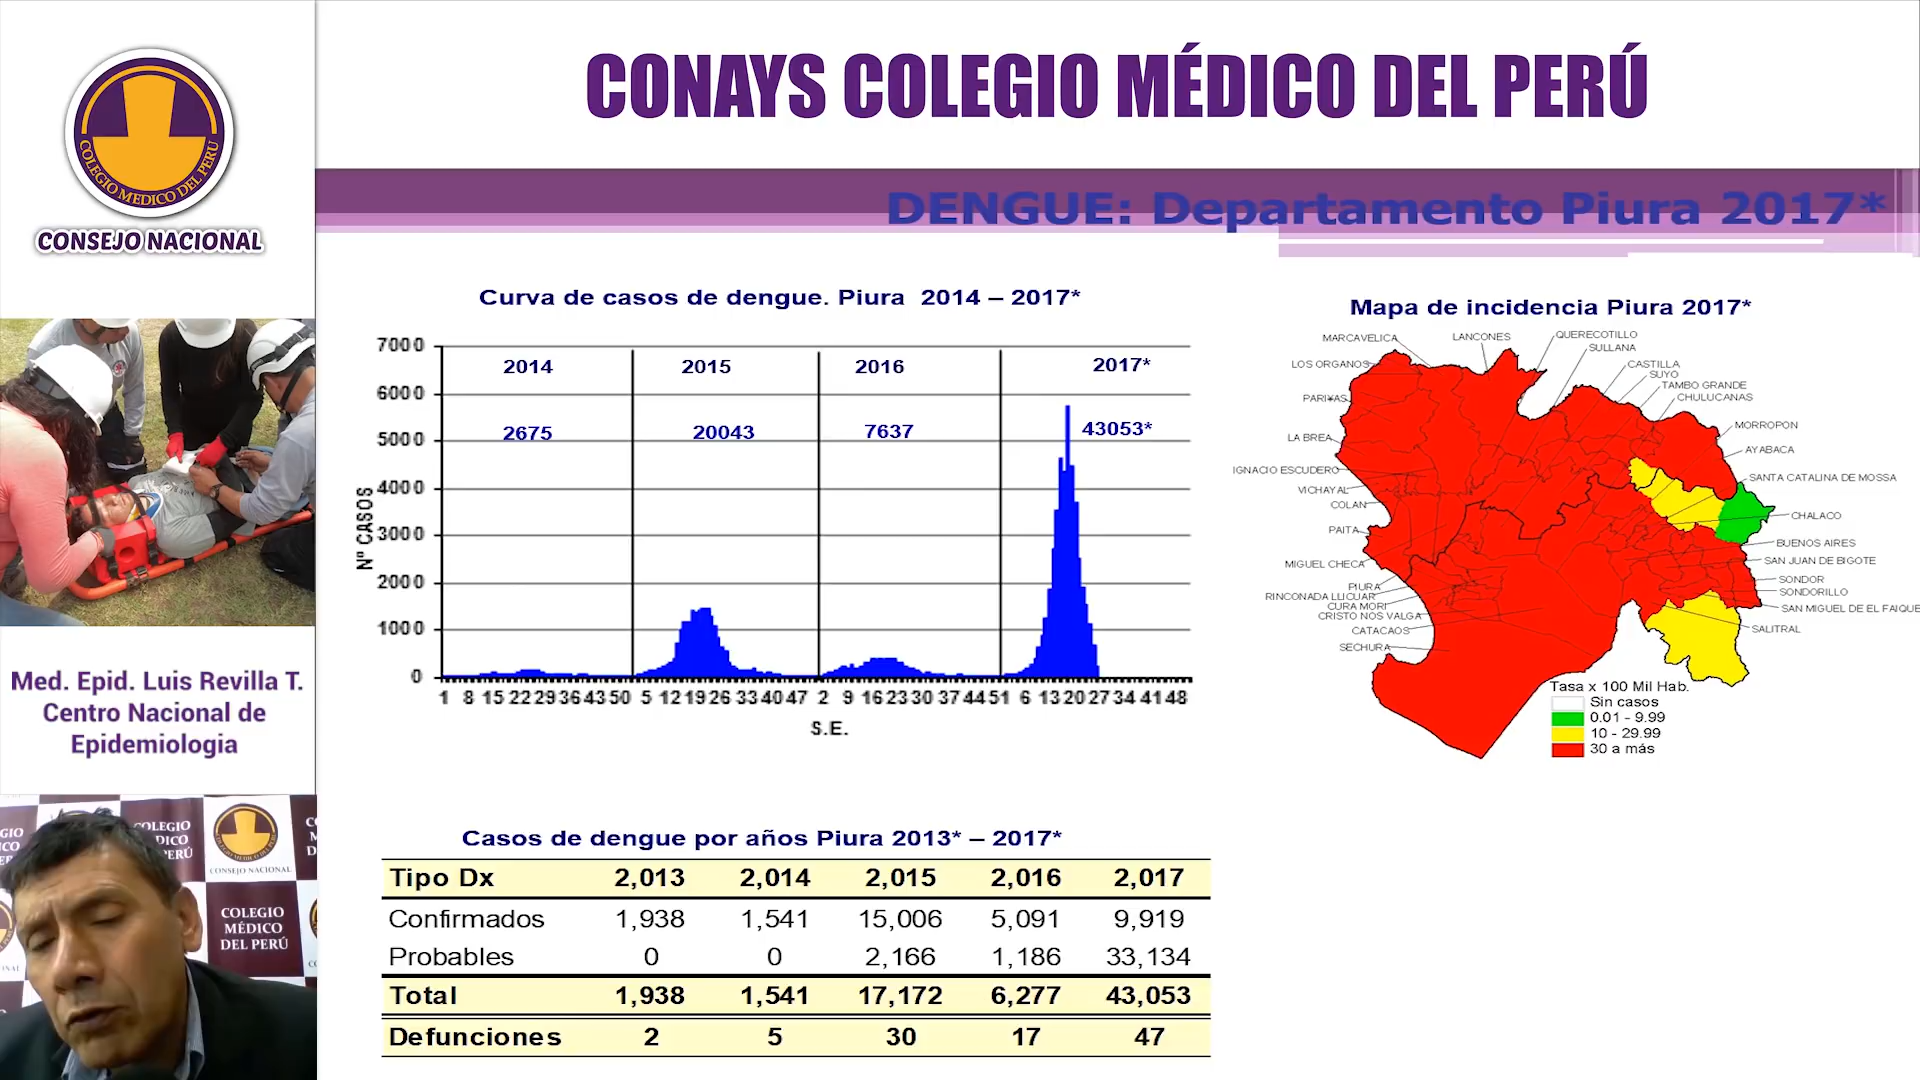 CONAYS COLEGIO MÉDICO DEL PERÚ
COLEGIO MEDICO DEL PERU
CONSEJO NACIONAL
DENGUE: Departamento Piura 2017*
Curva de casos de dengue. Piura 2014 – 2017*
7000
6000
5000
4000
3000
2000
1000
0
Nº CASOS
2014 2015 2016 2017*
2675 20043 7637 43053*
1 8 15 22 29 36 43 50 5 12 19 26 33 40 47 2 9 16 23 30 37 44 51 6 13 20 27 34 41 48
S.E.
Mapa de incidencia Piura 2017*
MARCAVELICA
LANCONES
QUERECOTILLO
SULLANA
LOS ORGANOS
CASTILLA
SUYO
TAMBO GRANDE
CHULUCANAS
PARIÑAS
MORROPON
LA BREA
AYABACA
IGNACIO ESCUDERO
SANTA CATALINA DE MOSSA
VICHAYAL
COLAN
CHALACO
PAITA
BUENOS AIRES
MIGUEL CHECA
SAN JUAN DE BIGOTE
SONDOR
PIURA
SONDORILLO
RINCONADA LLICUAR
CURA MORI
SAN MIGUEL DE EL FAIQUE
CRISTO NOS VALGA
CATACAOS
SALITRAL
SECHURA
Tasa x 100 Mil Hab.
Sin casos
0.01 - 9.99
10 - 29.99
30 a más
Med. Epid. Luis Revilla T.
Centro Nacional de
Epidemiologia
Casos de dengue por años Piura 2013* – 2017*
Tipo Dx 2,013 2,014 2,015 2,016 2,017
Confirmados 1,938 1,541 15,006 5,091 9,919
Probables 0 0 2,166 1,186 33,134
Total 1,938 1,541 17,172 6,277 43,053
Defunciones 2 5 30 17 47
CONSEJO NACIONAL
COLEGIO
MÉDICO
DEL PERÚ